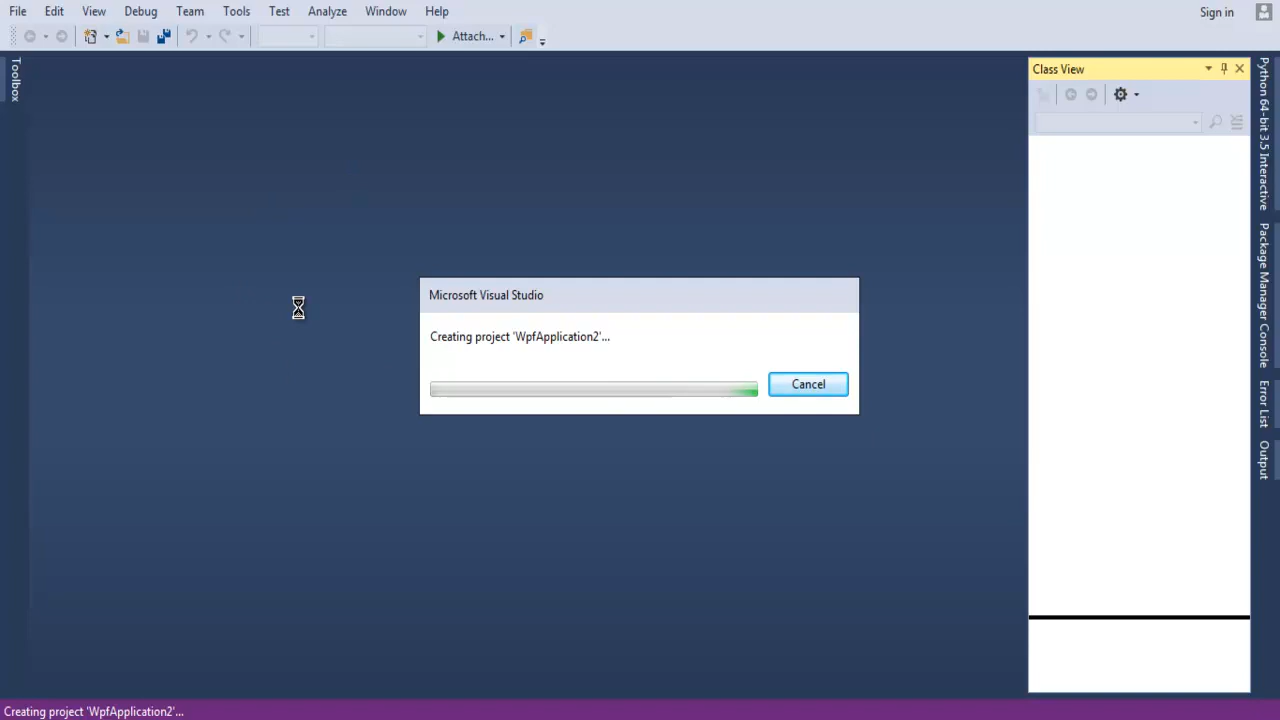 File Edit View Debug Team Tools Test Analyze Window Help Sign in
Attach...
Toolbox
Class View
Python 64-bit 3.5 Interactive
Package Manager Console
Error List
Output
Microsoft Visual Studio
Creating project 'WpfApplication2'...
Cancel
Creating project 'WpfApplication2'...